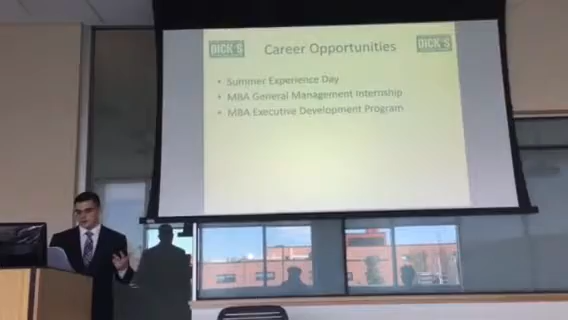 DICK'S
Career Opportunities
DICK'S
• Summer Experience Day
• MBA General Management Internship
• MBA Executive Development Program